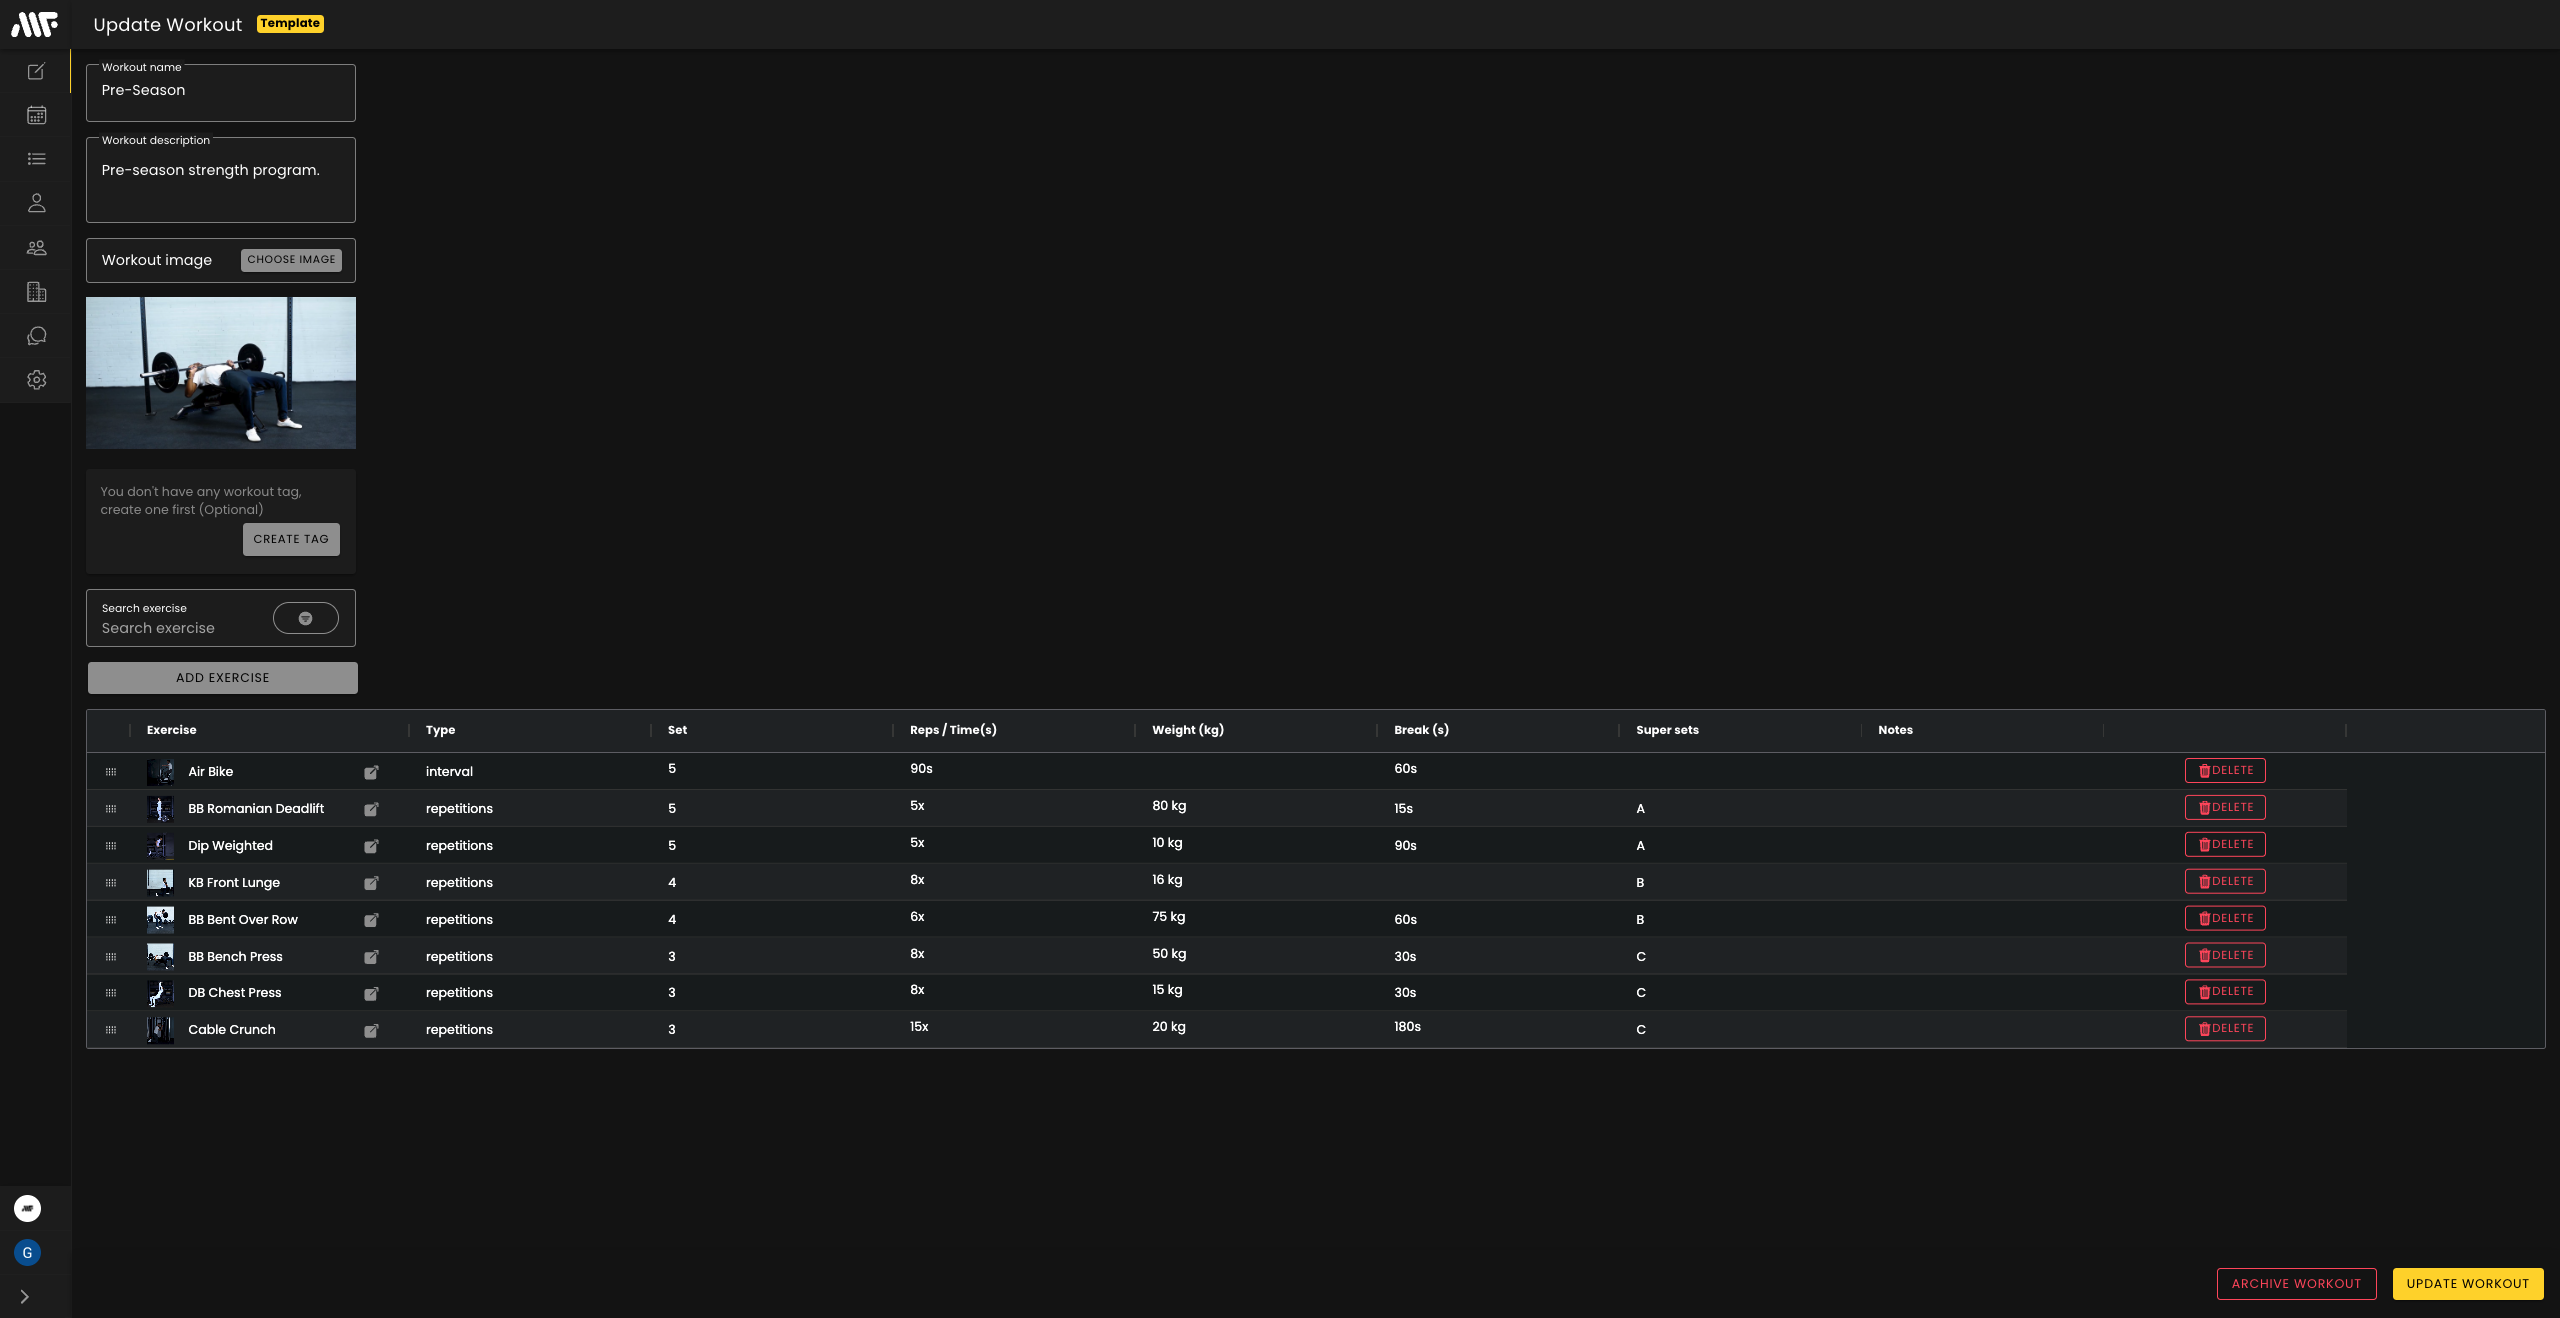 Update Workout Template
Workout name
Pre-Season
Workout description
Pre-season strength program.
Workout image CHOOSE IMAGE
You don't have any workout tag,
create one first (Optional)
CREATE TAG
Search exercise
Search exercise
ADD EXERCISE
Exercise Type Set Reps / Time(s) Weight (kg) Break (s) Super sets Notes
Air Bike interval 5 90s 60s DELETE
BB Romanian Deadlift repetitions 5 5x 80 kg 15s A DELETE
Dip Weighted repetitions 5 5x 10 kg 90s A DELETE
KB Front Lunge repetitions 4 8x 16 kg B DELETE
BB Bent Over Row repetitions 4 6x 75 kg 60s B DELETE
BB Bench Press repetitions 3 8x 50 kg 30s C DELETE
DB Chest Press repetitions 3 8x 15 kg 30s C DELETE
Cable Crunch repetitions 3 15x 20 kg 180s C DELETE
G
ARCHIVE WORKOUT UPDATE WORKOUT